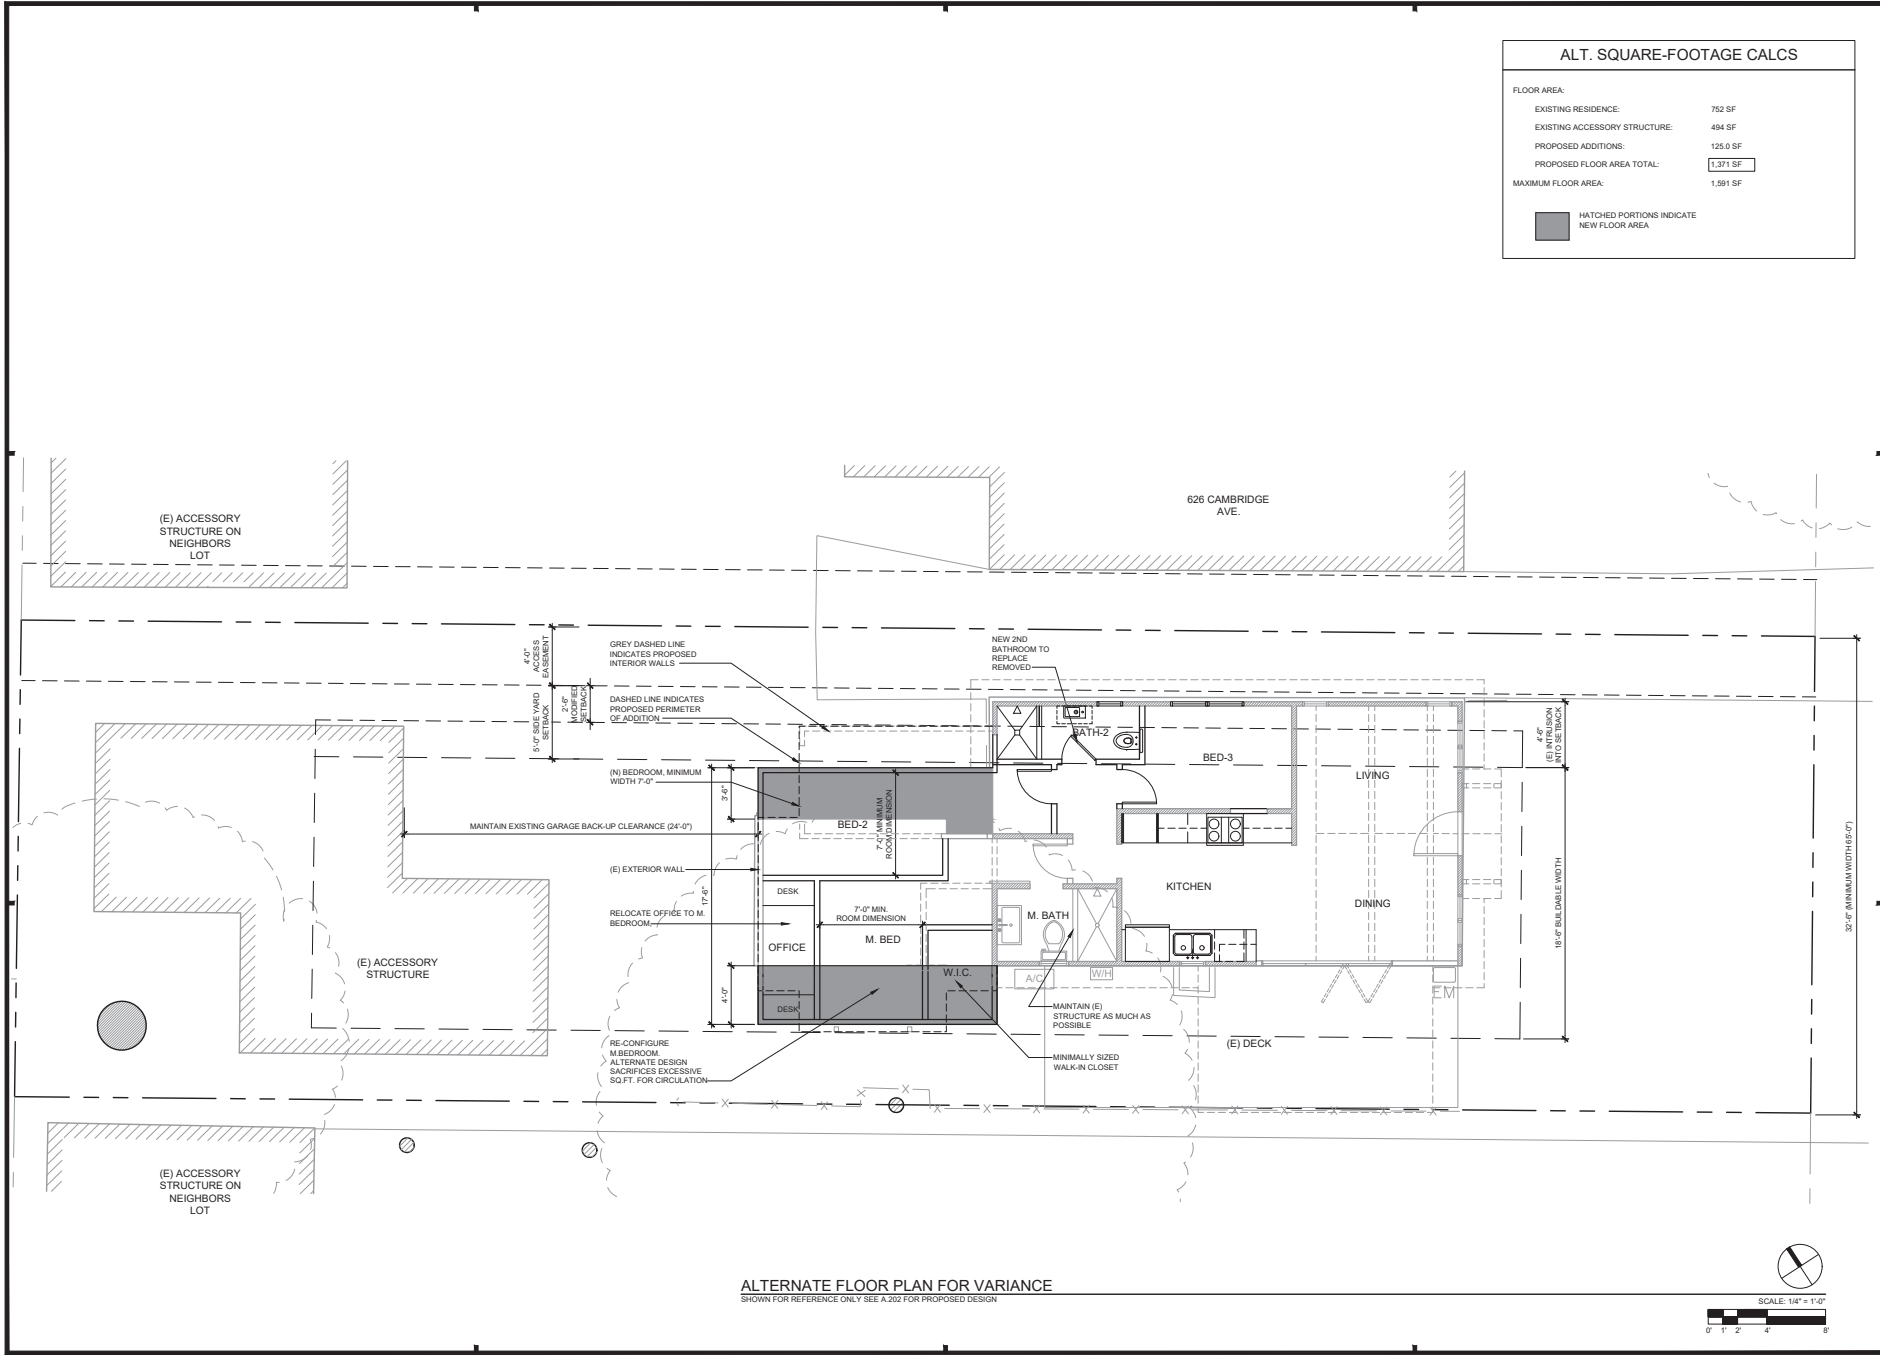 ALT. SQUARE-FOOTAGE CALCS
FLOOR AREA:
EXISTING RESIDENCE: 752 SF
EXISTING ACCESSORY STRUCTURE: 494 SF
PROPOSED ADDITIONS: 125.0 SF
PROPOSED FLOOR AREA TOTAL: 1,371 SF
MAXIMUM FLOOR AREA: 1,591 SF
HATCHED PORTIONS INDICATE
NEW FLOOR AREA
(E) ACCESSORY
STRUCTURE ON
NEIGHBORS
LOT
626 CAMBRIDGE
AVE.
4'-0"
ACCESS
EASEMENT
5'-0" SIDE YARD
SETBACK
2'-6"
MODIFIED
SETBACK
GREY DASHED LINE
INDICATES PROPOSED
INTERIOR WALLS
DASHED LINE INDICATES
PROPOSED PERIMETER
OF ADDITION
(N) BEDROOM, MINIMUM
WIDTH 7'-0"
MAINTAIN EXISTING GARAGE BACK-UP CLEARANCE (24'-0")
(E) EXTERIOR WALL
RELOCATE OFFICE TO M.
BEDROOM,
RE-CONFIGURE
M.BEDROOM.
ALTERNATE DESIGN
SACRIFICES EXCESSIVE
SQ.FT. FOR CIRCULATION
3'-6"
17'-6"
4'-0"
NEW 2ND
BATHROOM TO
REPLACE
REMOVED
BATH-2
BED-3
LIVING
BED-2
7'-0" MINIMUM
ROOM DIMENSION
DESK
7'-0" MIN.
ROOM DIMENSION
OFFICE
M. BED
M. BATH
KITCHEN
DINING
W.I.C.
DESK
A/C
W/H
EM
MAINTAIN (E)
STRUCTURE AS MUCH AS
POSSIBLE
MINIMALLY SIZED
WALK-IN CLOSET
(E) DECK
4'-6"
(E) INTRUSION
INTO SETBACK
18'-6" BUILDABLE WIDTH
32'-6" (MINIMUM WIDTH 65'-0")
(E) ACCESSORY
STRUCTURE
(E) ACCESSORY
STRUCTURE ON
NEIGHBORS
LOT
ALTERNATE FLOOR PLAN FOR VARIANCE
SHOWN FOR REFERENCE ONLY SEE A.202 FOR PROPOSED DESIGN
SCALE: 1/4" = 1'-0"
0' 1' 2' 4' 8'